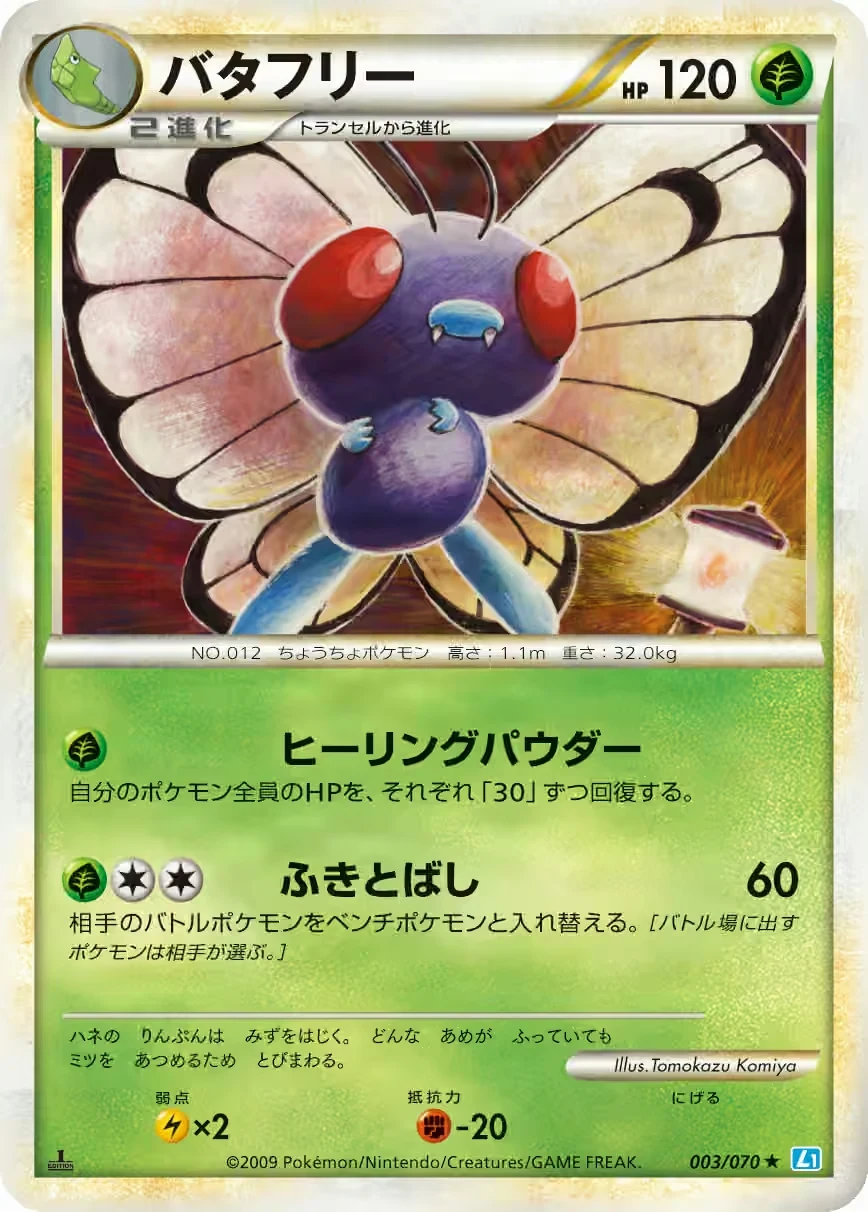 バタフリー
HP 120
2進化
トランセルから進化
NO.012 ちょうちょポケモン 高さ：1.1m 重さ：32.0kg
ヒーリングパウダー
自分のポケモン全員のHPを、それぞれ「30」ずつ回復する。
ふきとばし 60
相手のバトルポケモンをベンチポケモンと入れ替える。［バトル場に出す
ポケモンは相手が選ぶ。］
ハネの りんぷんは みずをはじく。 どんな あめが ふっていても
ミツを あつめるため とびまわる。
Illus.Tomokazu Komiya
弱点 抵抗力 にげる
×2 -20
1 EDITION
©2009 Pokémon/Nintendo/Creatures/GAME FREAK.
003/070 ★ L1